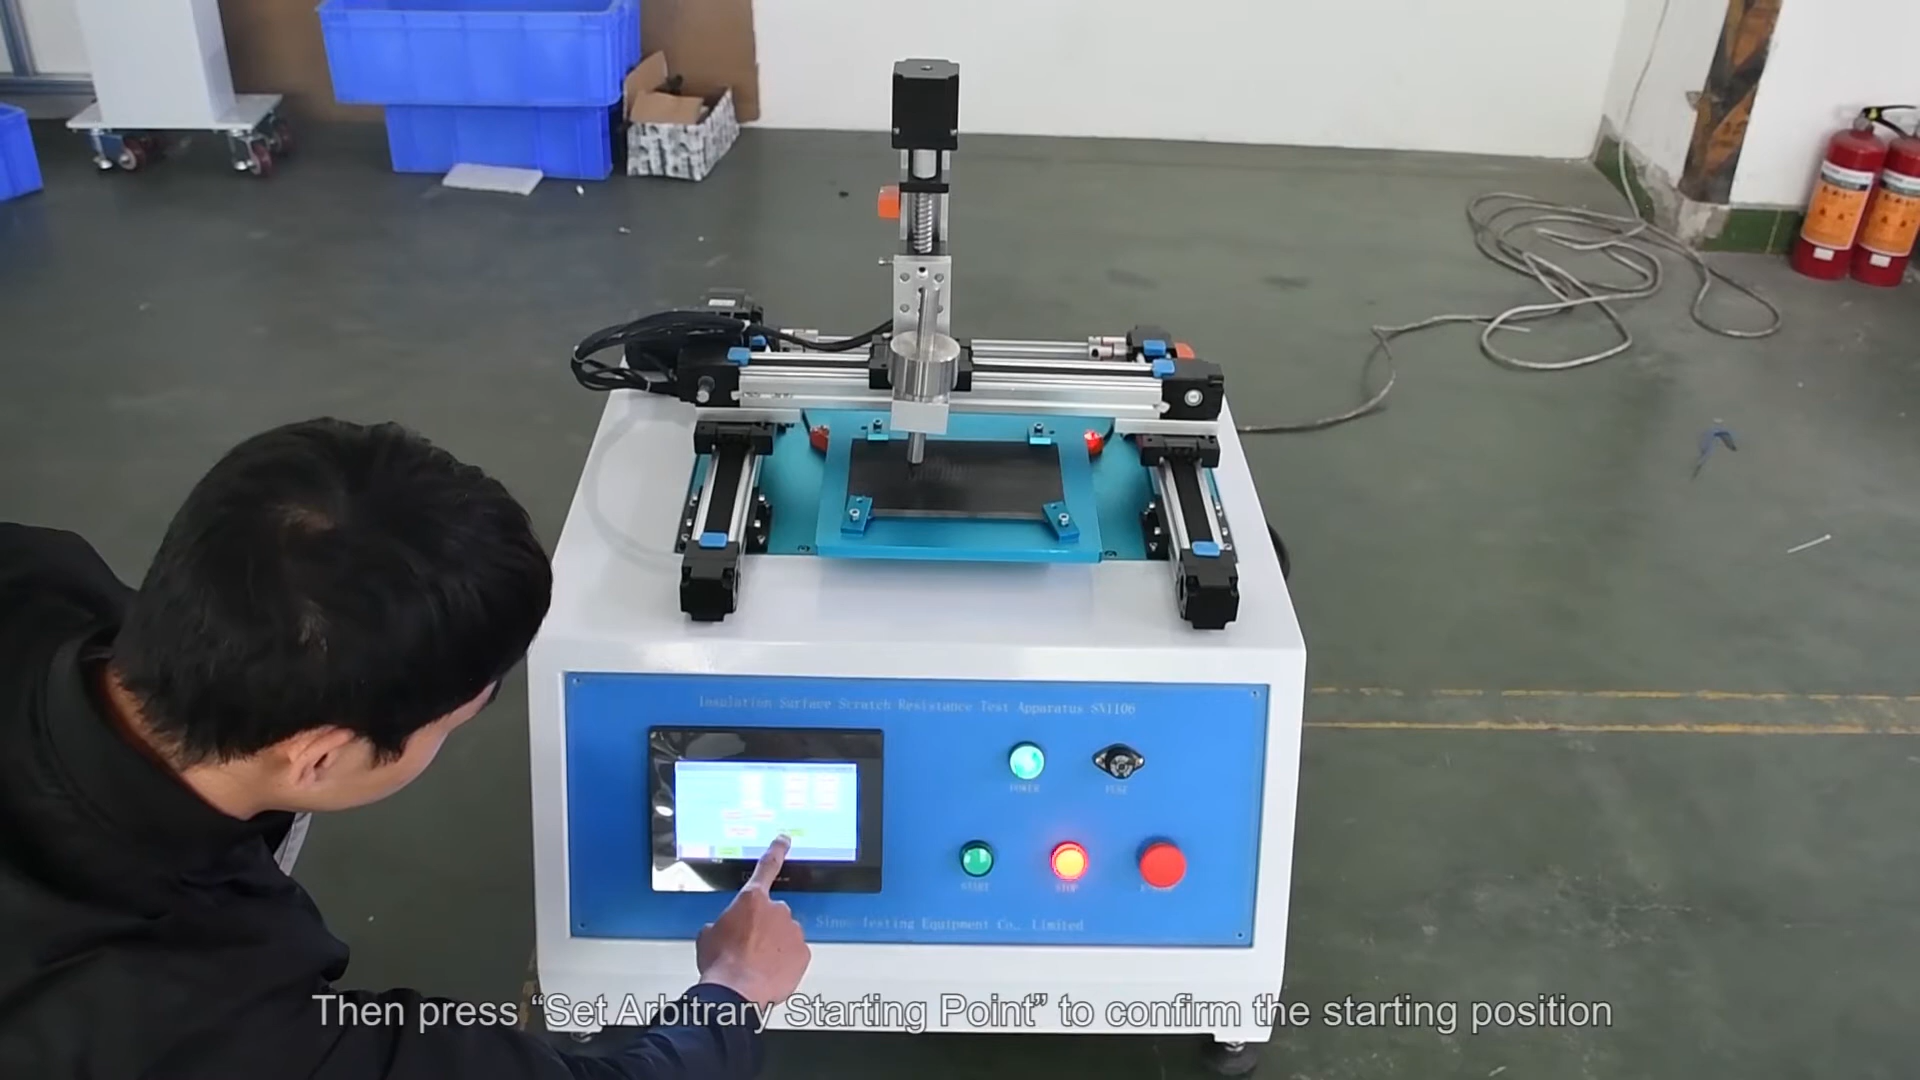 Insulation Surface Scratch Resistance Test Apparatus SX1106
POWER
FUSE
START
STOP
Testing Equipment Co., Limited
Then press “Set Arbitrary Starting Point” to confirm the starting position